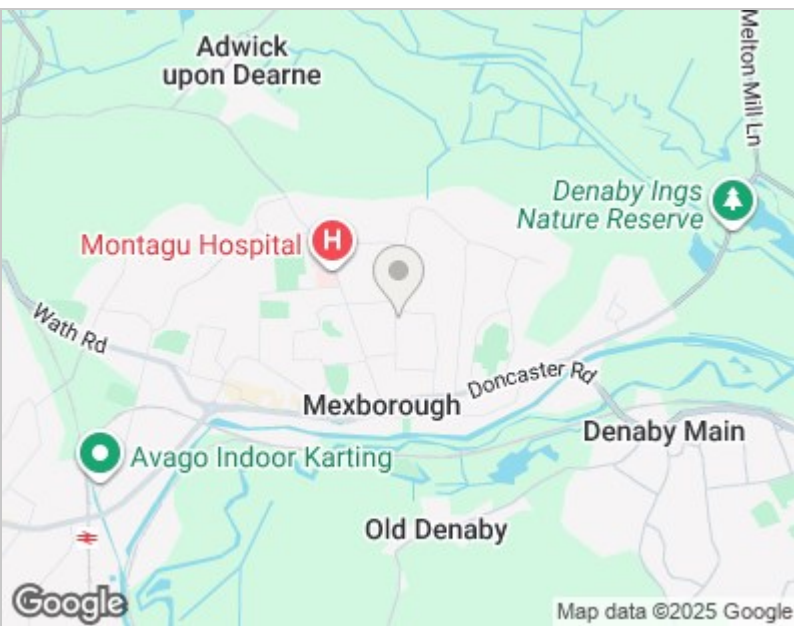 Adwick
upon Dearne
Melton Mill Ln
Denaby Ings
Nature Reserve
Montagu Hospital
H
Wath Rd
Doncaster Rd
Mexborough
Denaby Main
Avago Indoor Karting
Old Denaby
Google
Map data ©2025 Google